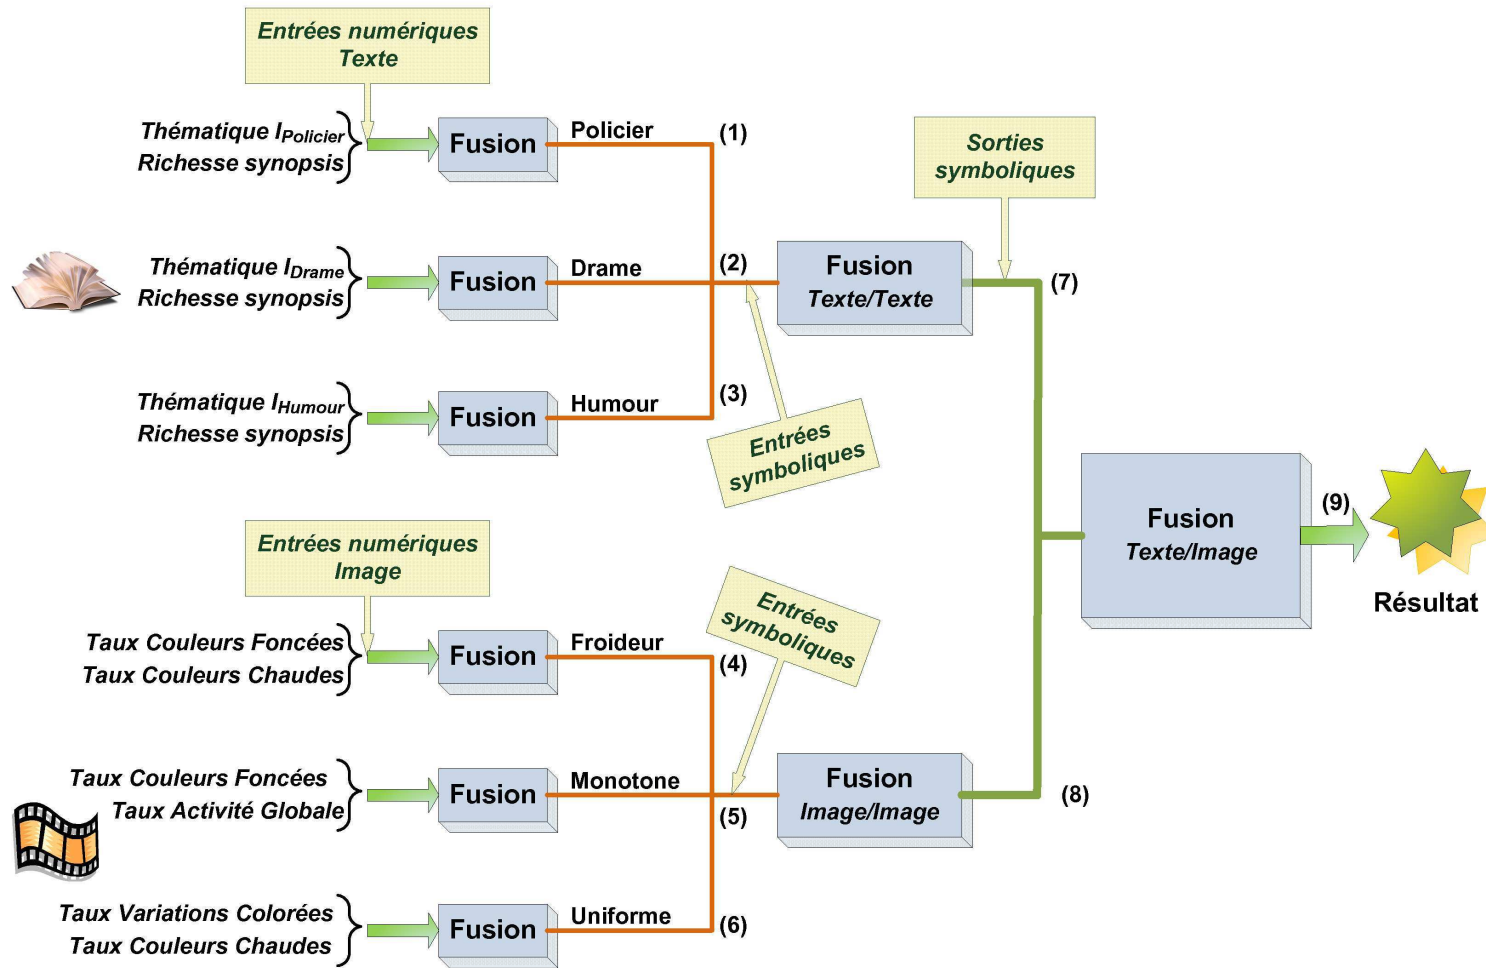 Entrées numériques
Texte
Thématique I Policier
Richesse synopsis
Fusion
Policier
(1)
Sorties
symboliques
Thématique I Drame
Richesse synopsis
Fusion
Drame
(2)
Fusion
Texte/Texte
(7)
Thématique I Humour
Richesse synopsis
Fusion
Humour
(3)
Entrées
symboliques
Entrées numériques
Image
Fusion
Texte/Image
(9)
Résultat
Taux Couleurs Foncées
Taux Couleurs Chaudes
Fusion
Froideur
(4)
Entrées
symboliques
Taux Couleurs Foncées
Taux Activité Globale
Fusion
Monotone
(5)
Fusion
Image/Image
(8)
Taux Variations Colorées
Taux Couleurs Chaudes
Fusion
Uniforme
(6)